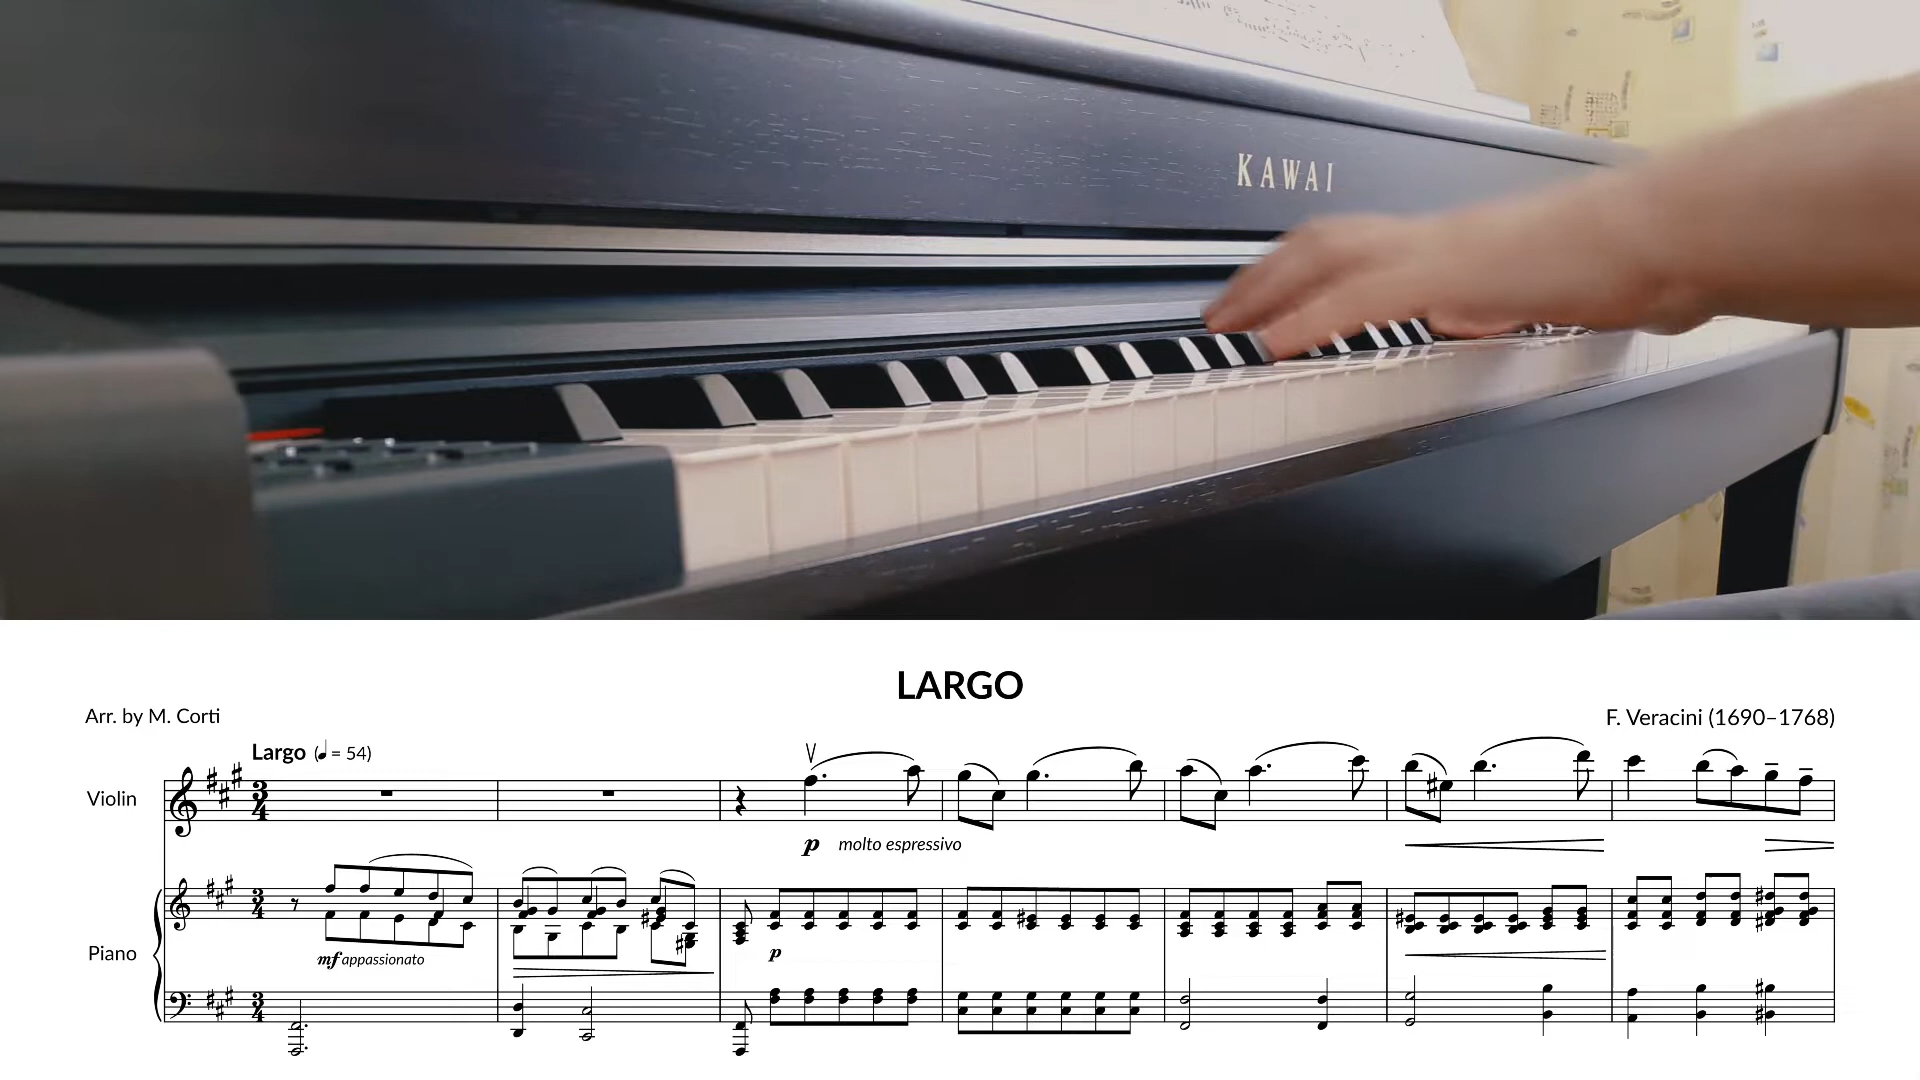 KAWAI
LARGO
Arr. by M. Corti
F. Veracini (1690–1768)
Largo (♩ = 54)
Violin
p molto espressivo
Piano
mf appassionato
p